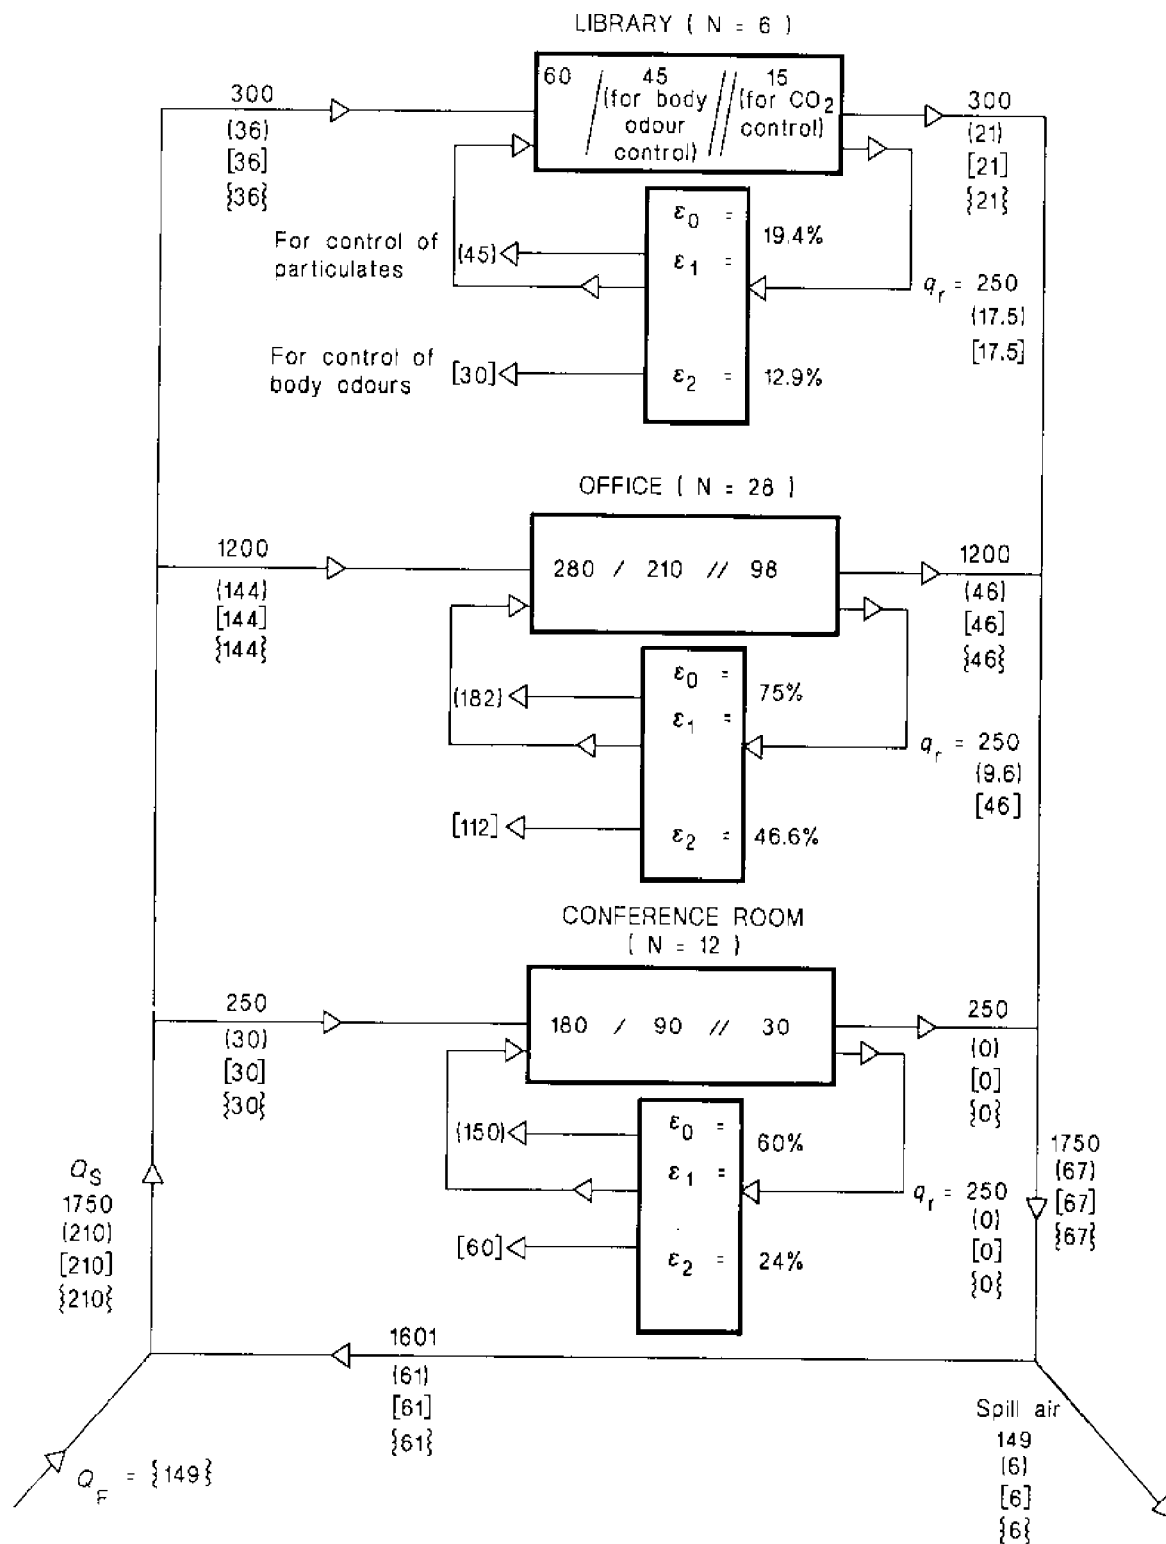 LIBRARY ( N = 6 )
60 / 45 // 15
(for body odour control) (for CO2 control)
300
(36)
[36]
{36}
300
(21)
[21]
{21}
For control of
particulates
(45)
ε0 =
19.4%
ε1 =
qr = 250
(17.5)
[17.5]
For control of
body odours
[30]
ε2 = 12.9%
OFFICE ( N = 28 )
1200
(144)
[144]
{144}
280 / 210 // 98
1200
(46)
[46]
{46}
(182)
ε0 =
75%
ε1 =
qr = 250
(9.6)
[46]
[112]
ε2 = 46.6%
CONFERENCE ROOM
( N = 12 )
250
(30)
[30]
{30}
180 / 90 // 30
250
(0)
[0]
{0}
(150)
ε0 =
60%
ε1 =
qr = 250
(0)
[0]
{0}
[60]
ε2 = 24%
1750
(67)
[67]
{67}
QS
1750
(210)
[210]
{210}
1601
(61)
[61]
{61}
QF = {149}
Spill air
149
(6)
[6]
{6}